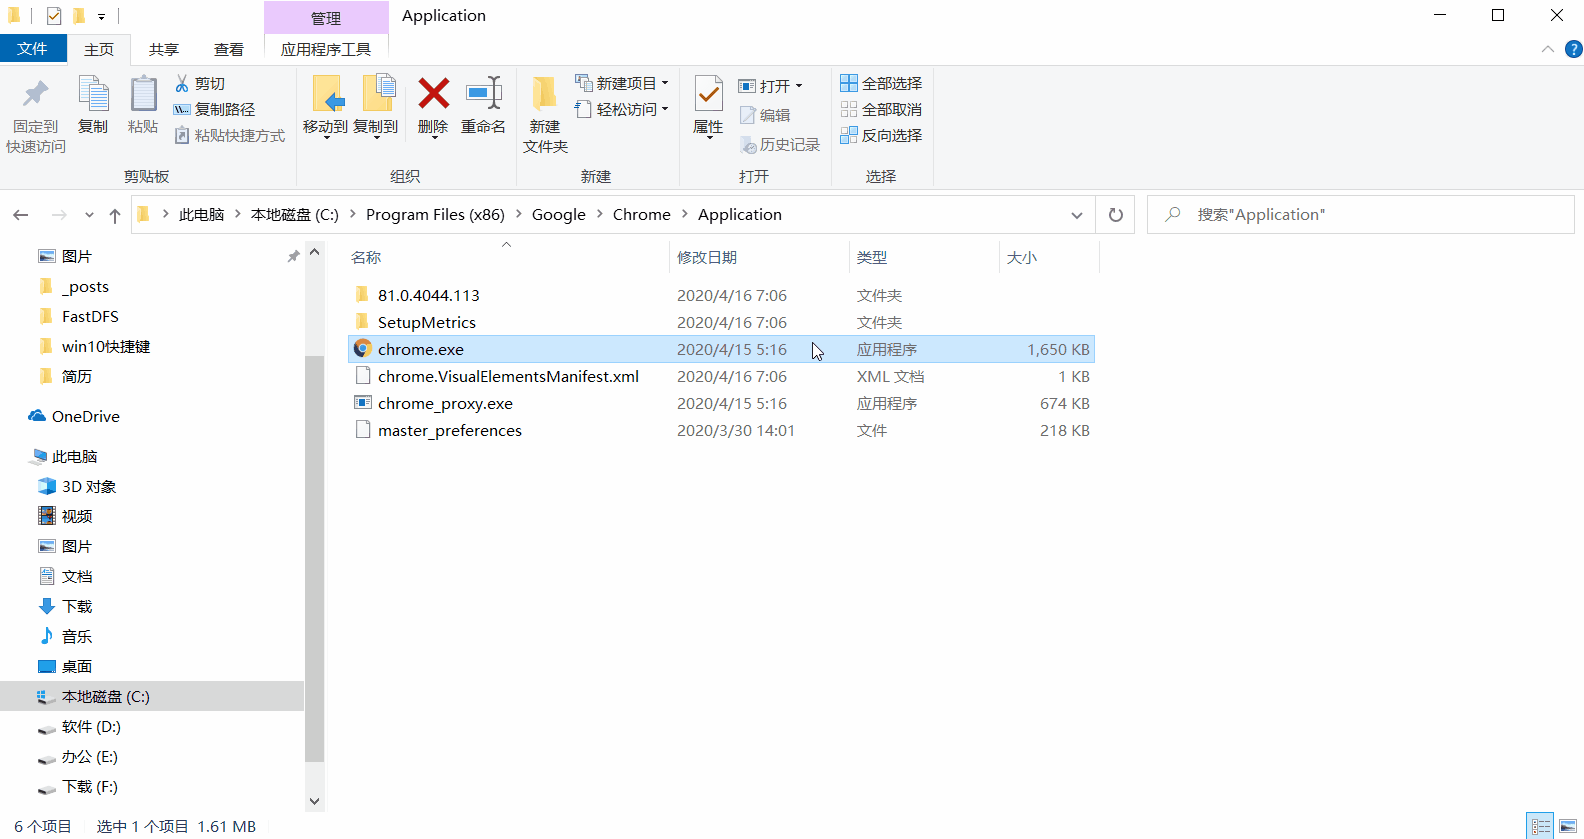 管理
Application
文件 主页 共享 查看 应用程序工具
固定到
快速访问
复制
粘贴
剪切
复制路径
粘贴快捷方式
剪贴板
移动到 复制到 删除 重命名
组织
新建
文件夹
新建项目
轻松访问
新建
属性
打开
编辑
历史记录
打开
全部选择
全部取消
反向选择
选择
此电脑 本地磁盘 (C:) Program Files (x86) Google Chrome Application
搜索"Application"
图片
_posts
FastDFS
win10快捷键
简历
OneDrive
此电脑
3D 对象
视频
图片
文档
下载
音乐
桌面
本地磁盘 (C:)
软件 (D:)
办公 (E:)
下载 (F:)
名称 修改日期 类型 大小
81.0.4044.113 2020/4/16 7:06 文件夹
SetupMetrics 2020/4/16 7:06 文件夹
chrome.exe 2020/4/15 5:16 应用程序 1,650 KB
chrome.VisualElementsManifest.xml 2020/4/16 7:06 XML 文档 1 KB
chrome_proxy.exe 2020/4/15 5:16 应用程序 674 KB
master_preferences 2020/3/30 14:01 文件 218 KB
6 个项目 选中 1 个项目 1.61 MB